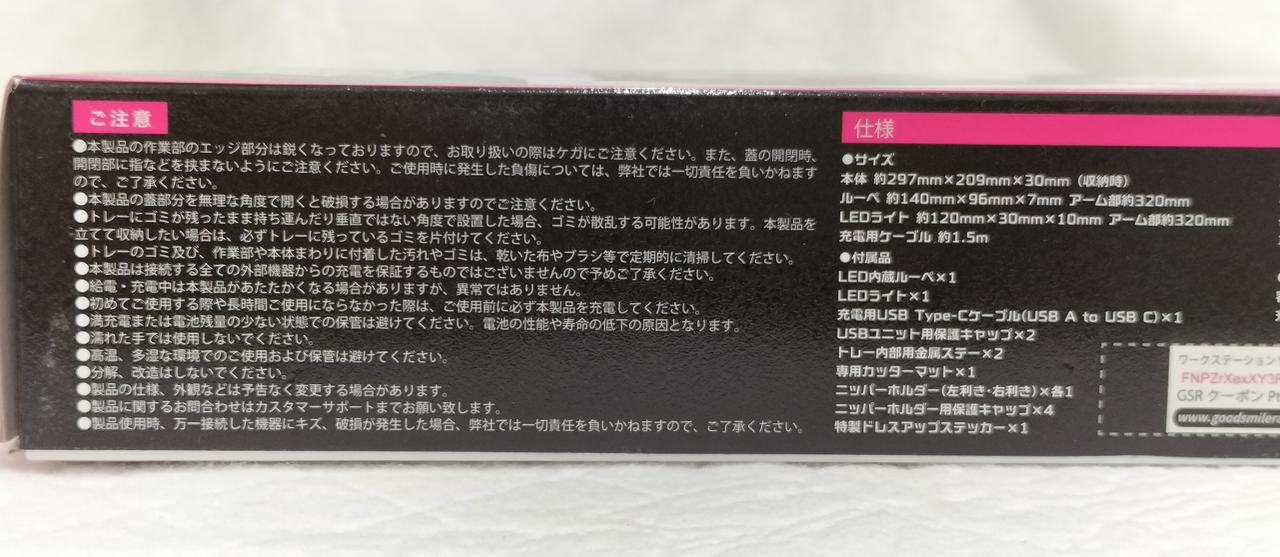 ご注意
●本製品の作業部のエッジ部分は鋭くなっておりますので、お取り扱いの際はケガにご注意ください。また、蓋の開閉時、
開閉部に指などを挟まないようにご注意ください。ご使用時に発生した負傷については、弊社では一切責任を負いかねます
ので、ご了承ください。
●本製品の蓋部分を無理な角度で開くと破損する場合がありますのでご注意ください。
●トレーにゴミが残ったまま持ち運んだり垂直ではない角度で設置した場合、ゴミが散乱する可能性があります。本製品を
立てて収納したい場合は、必ずトレーに残っているゴミを片付けてください。
●トレーのゴミ及び、作業部や本体まわりに付着した汚れやゴミは、乾いた布やブラシ等で定期的に清掃してください。
●本製品は接続する全ての外部機器からの充電を保証するものではございませんので予めご了承ください。
●給電・充電中は本製品があたたかくなる場合がありますが、異常ではありません。
●初めてご使用する際や長時間ご使用にならなかった際は、ご使用前に必ず本製品を充電してください。
●満充電または電池残量の少ない状態での保管は避けてください。電池の性能や寿命の低下の原因となります。
●濡れた手では使用しないでください。
●高温、多湿な環境でのご使用および保管は避けてください。
●分解、改造はしないでください。
●製品の仕様、外観などは予告なく変更する場合があります。
●製品に関するお問合わせはカスタマーサポートまでお願い致します。
●製品使用時、万一接続した機器にキズ、破損が発生した場合、弊社では一切責任を負いかねますので、ご了承ください。
仕様
●サイズ
本体 約297mm×209mm×30mm（収納時）
ルーペ 約140mm×96mm×7mm アーム部約320mm
LEDライト 約120mm×30mm×10mm アーム部約320mm
充電用ケーブル 約1.5m
●付属品
LED内蔵ルーペ×1
LEDライト×1
充電用USB Type-Cケーブル(USB A to USB C)×1
USBユニット用保護キャップ×2
トレー内部用金属ステー×2
専用カッターマット×1
ニッパーホルダー(左利き・右利き)×各1
ニッパーホルダー用保護キャップ×4
特製ドレスアップステッカー×1
ワークステーション
GSR クーポン
www.goodsmile